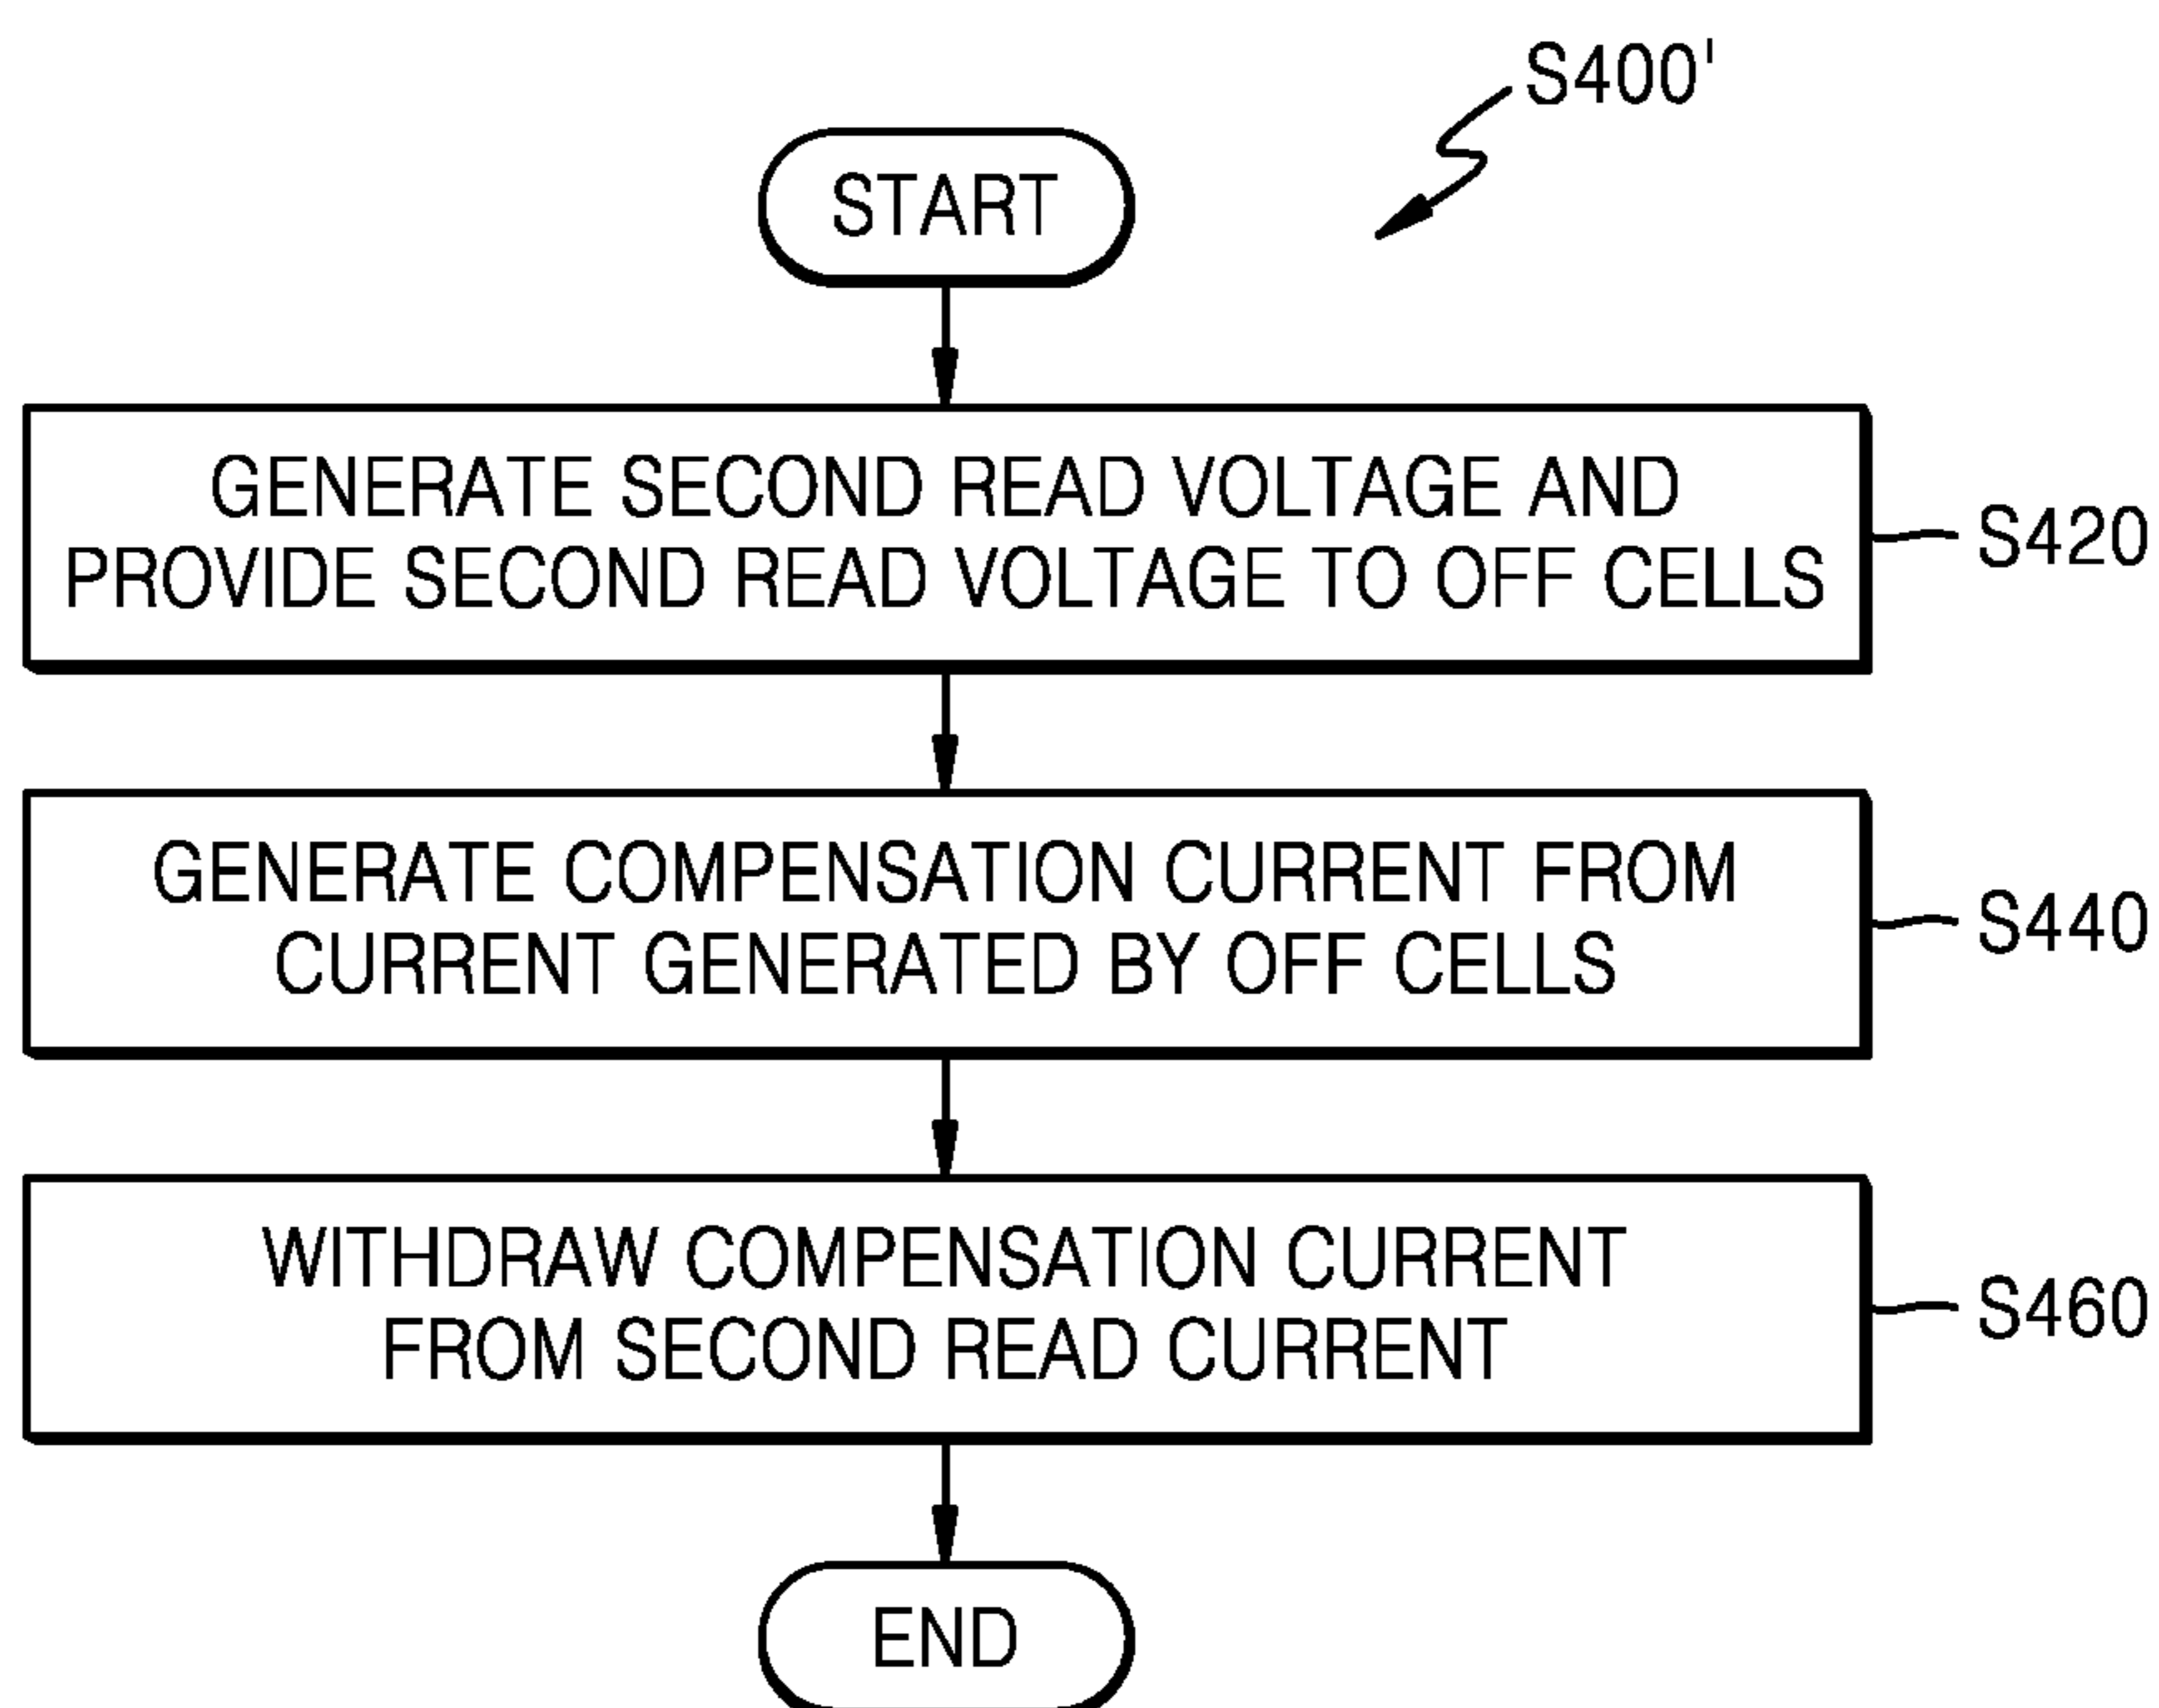 S400'
START
GENERATE SECOND READ VOLTAGE AND
PROVIDE SECOND READ VOLTAGE TO OFF CELLS
S420
GENERATE COMPENSATION CURRENT FROM
CURRENT GENERATED BY OFF CELLS
S440
WITHDRAW COMPENSATION CURRENT
FROM SECOND READ CURRENT
S460
END